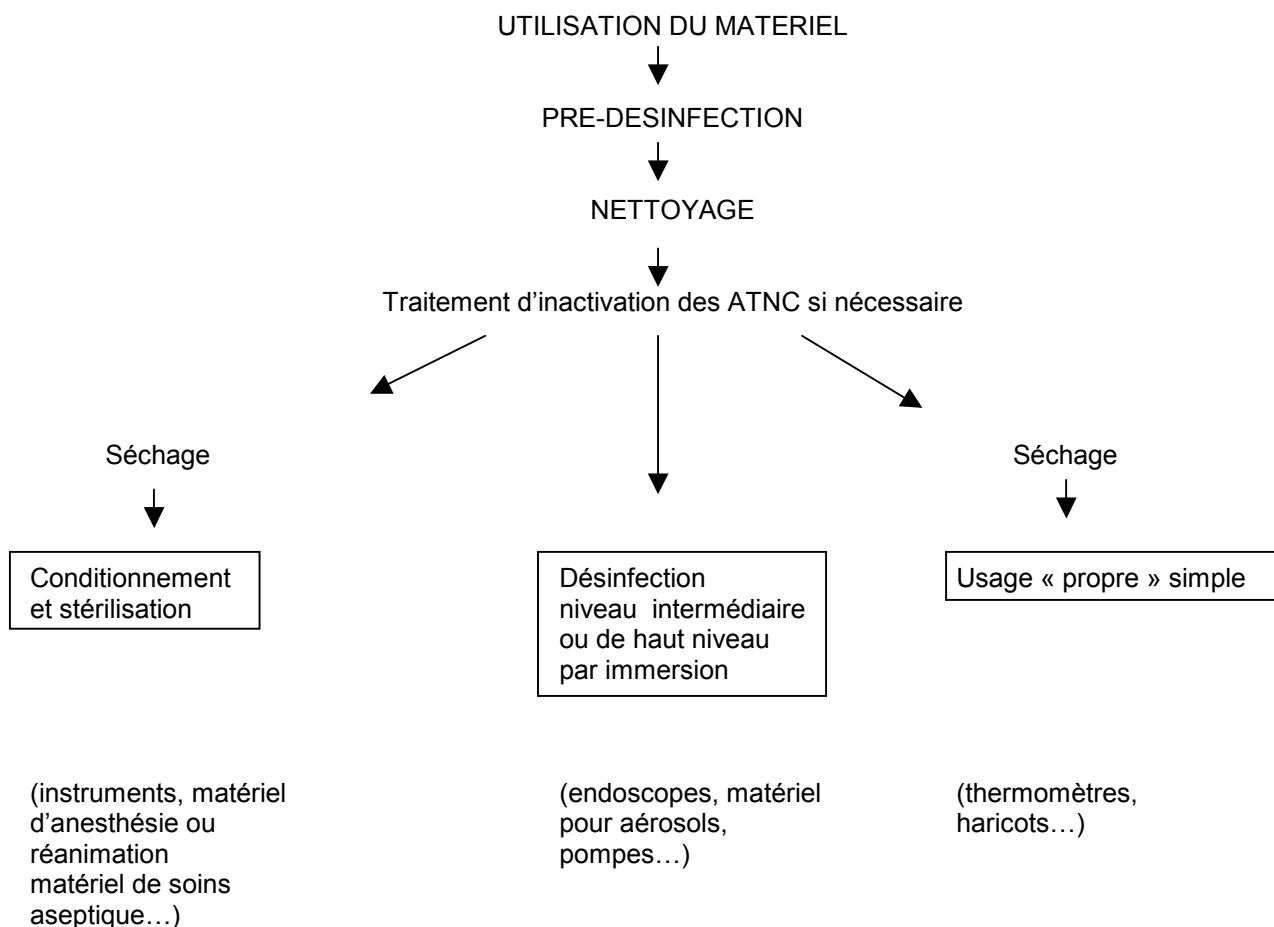 UTILISATION DU MATERIEL
PRE-DESINFECTION
NETTOYAGE
Traitement d’inactivation des ATNC si nécessaire
Séchage
Séchage
Conditionnement
et stérilisation
Désinfection
niveau intermédiaire
ou de haut niveau
par immersion
Usage « propre » simple
(instruments, matériel
d’anesthésie ou
réanimation
matériel de soins
aseptique…)
(endoscopes, matériel
pour aérosols,
pompes…)
(thermomètres,
haricots…)